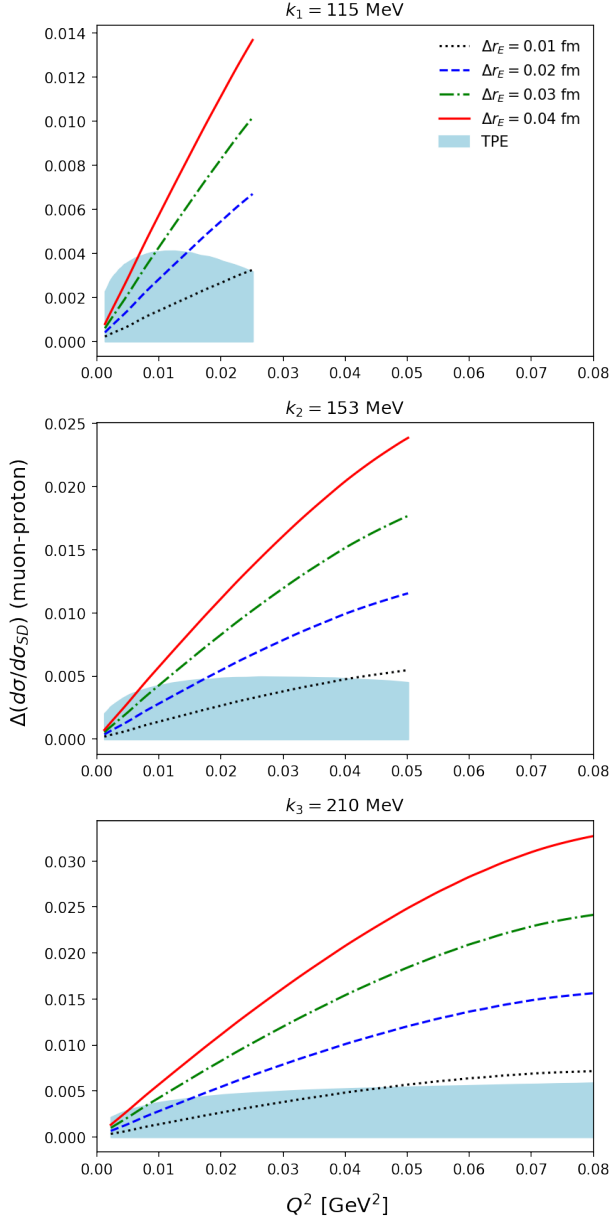 k₁ = 115 MeV
0.014
0.012
0.010
0.008
0.006
0.004
0.002
0.000
Δr_E = 0.01 fm
Δr_E = 0.02 fm
Δr_E = 0.03 fm
Δr_E = 0.04 fm
TPE
0.00 0.01 0.02 0.03 0.04 0.05 0.06 0.07 0.08
k₂ = 153 MeV
Δ(dσ/dσ_SD) (muon-proton)
0.025
0.020
0.015
0.010
0.005
0.000
0.00 0.01 0.02 0.03 0.04 0.05 0.06 0.07 0.08
k₃ = 210 MeV
0.030
0.025
0.020
0.015
0.010
0.005
0.000
0.00 0.01 0.02 0.03 0.04 0.05 0.06 0.07 0.08
Q² [GeV²]